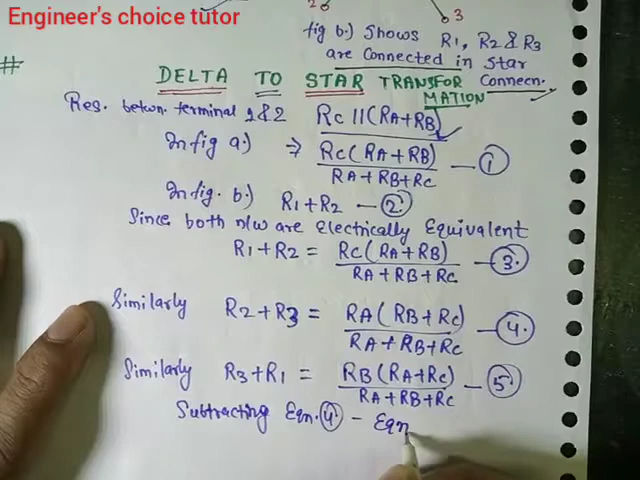 Engineer's choice tutor
2
3
fig b.) Shows R1, R2 & R3
are Connected in Star
Conneen.
#
DELTA TO STAR TRANSFOR
MATION
Res. betwn. terminal 1 & 2 Rc || (RA+RB)
In fig a.) ⇒ Rc (RA+RB) — ①
RA+RB+Rc
In fig. b.) R1+R2 — ②
Since both n/w are Electrically Equivalent
R1+R2 = Rc (RA+RB) — ③.
RA+RB+Rc
Similarly R2+R3 = RA (RB+Rc) — ④.
RA+RB+Rc
Similarly R3+R1 = RB (RA+Rc) — ⑤
RA+RB+Rc
Subtracting Eqn. ④ – Eqn